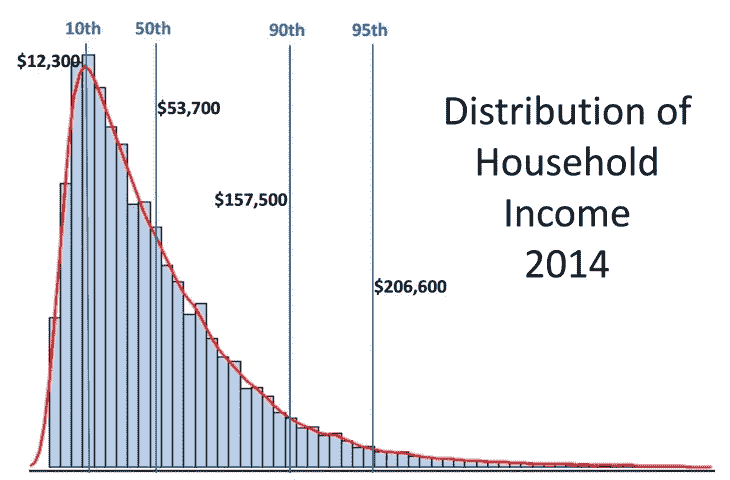 10th 50th 90th 95th
$12,300
$53,700
$157,500
$206,600
Distribution of
Household
Income
2014